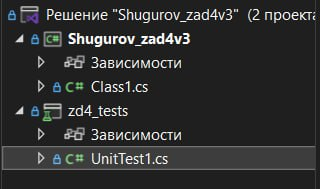 Решение "Shugurov_zad4v3" (2 проекта
Shugurov_zad4v3
Зависимости
Class1.cs
zd4_tests
Зависимости
UnitTest1.cs